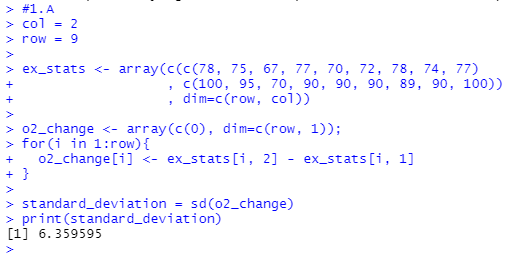 > #1.A
> col = 2
> row = 9
>
> ex_stats <- array(c(c(78, 75, 67, 77, 70, 72, 78, 74, 77)
+                  , c(100, 95, 70, 90, 90, 90, 89, 90, 100))
+                  , dim=c(row, col))
>
> o2_change <- array(c(0), dim=c(row, 1));
> for(i in 1:row){
+   o2_change[i] <- ex_stats[i, 2] - ex_stats[i, 1]
+ }
>
> standard_deviation = sd(o2_change)
> print(standard_deviation)
[1] 6.359595
>